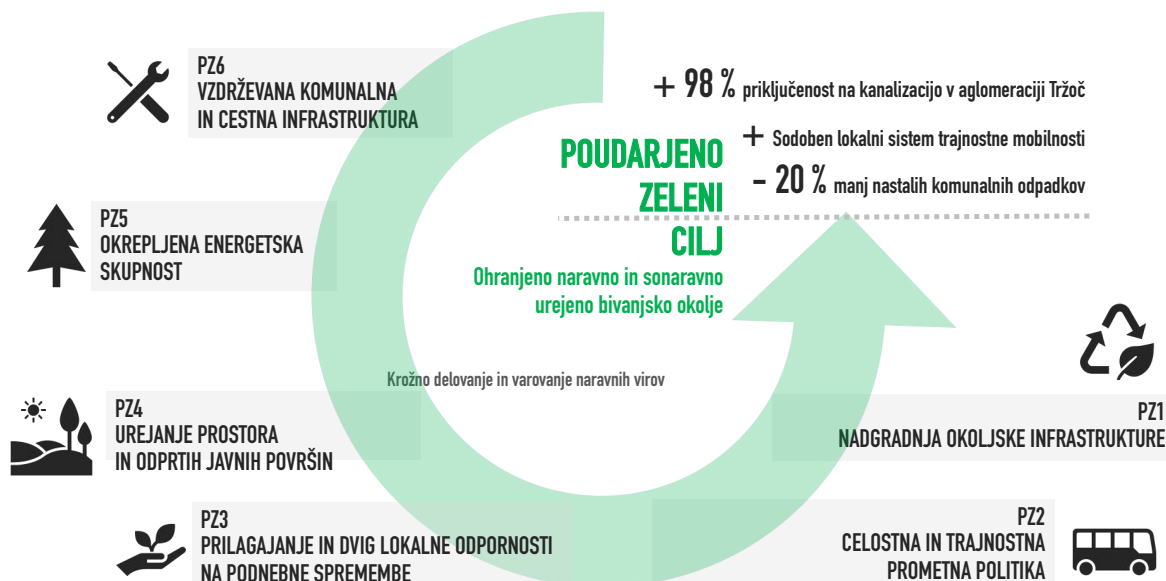 PZ6
VZDRŽEVANA KOMUNALNA
IN CESTNA INFRASTRUKTURA
+ 98 % priključenost na kanalizacijo v aglomeraciji Tržoč
+ Sodoben lokalni sistem trajnostne mobilnosti
- 20 % manj nastalih komunalnih odpadkov
POUDARJENO
ZELENI
CILJ
Ohranjeno naravno in sonaravno
urejeno bivanjsko okolje
PZ5
OKREPLJENA ENERGETSKA
SKUPNOST
Krožno delovanje in varovanje naravnih virov
PZ4
UREJANJE PROSTORA
IN ODPRTIH JAVNIH POVRŠIN
PZ1
NADGRADNJA OKOLJSKE INFRASTRUKTURE
PZ3
PRILAGAJANJE IN DVIG LOKALNE ODPORNOSTI
NA PODNEBNE SPREMEMBE
PZ2
CELOSTNA IN TRAJNOSTNA
PROMETNA POLITIKA